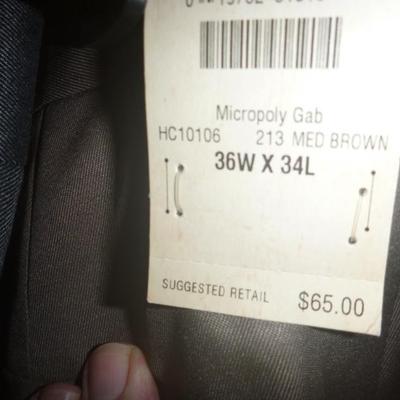 Micropoly Gab
HC10106 213 MED BROWN
36W X 34L
SUGGESTED RETAIL $65.00